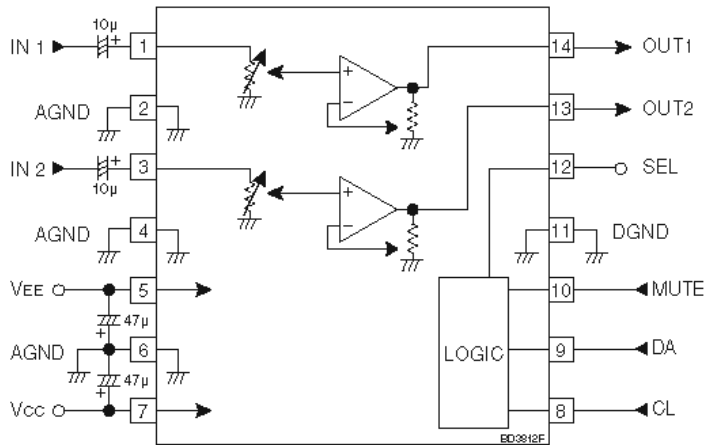 10μ
+
IN 1
1
14
OUT1
+
−
AGND
2
13
OUT2
+
IN 2
3
12
SEL
10μ
+
−
AGND
4
11
DGND
VEE
5
10
MUTE
47μ
+
AGND
6
LOGIC
9
DA
47μ
+
VCC
7
8
CL
BD3812F